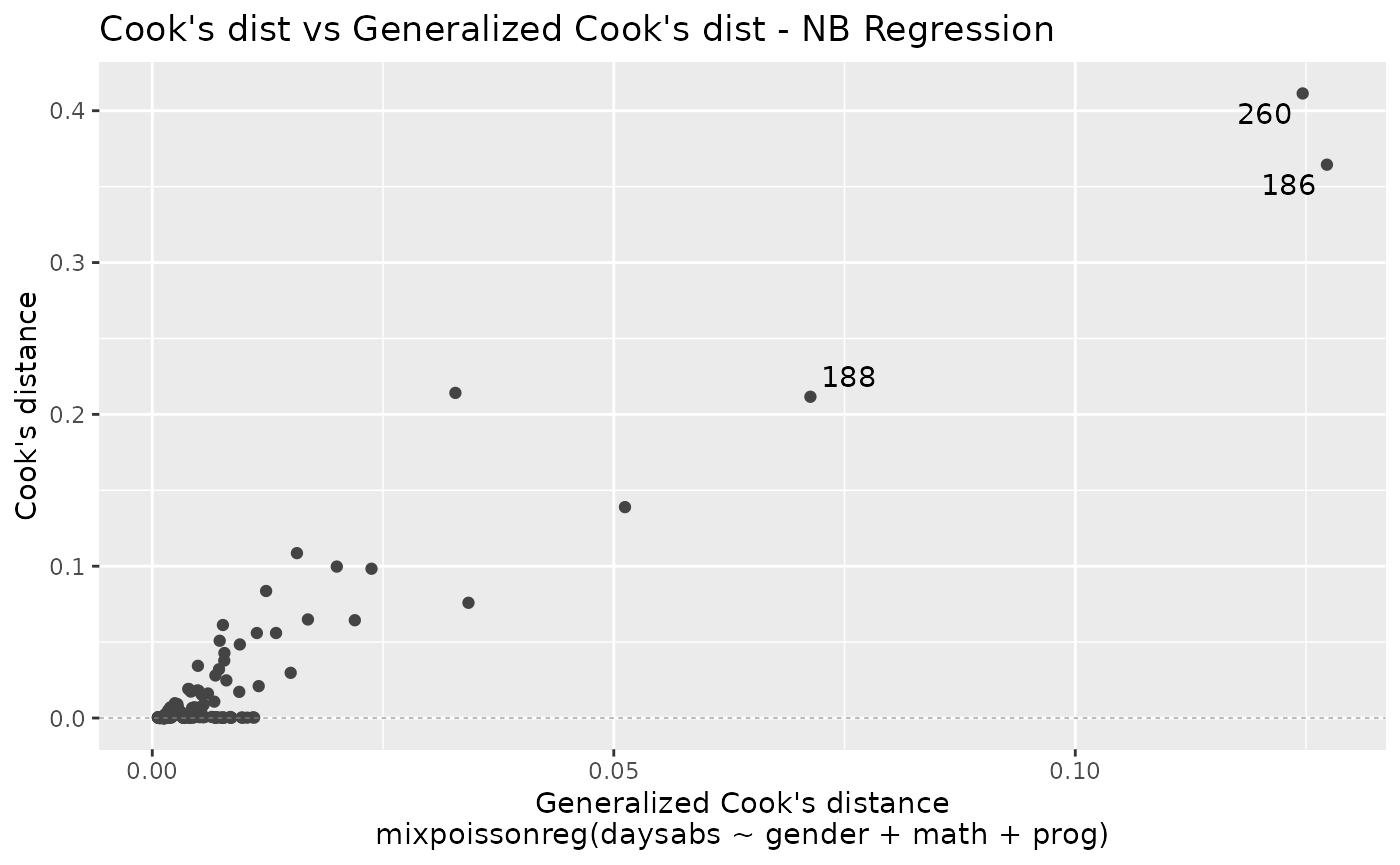 Cook's dist vs Generalized Cook's dist - NB Regression
0.4
260
186
0.3
188
0.2
0.1
0.0
Cook's distance
0.00
0.05
0.10
Generalized Cook's distance
mixpoissonreg(daysabs ~ gender + math + prog)